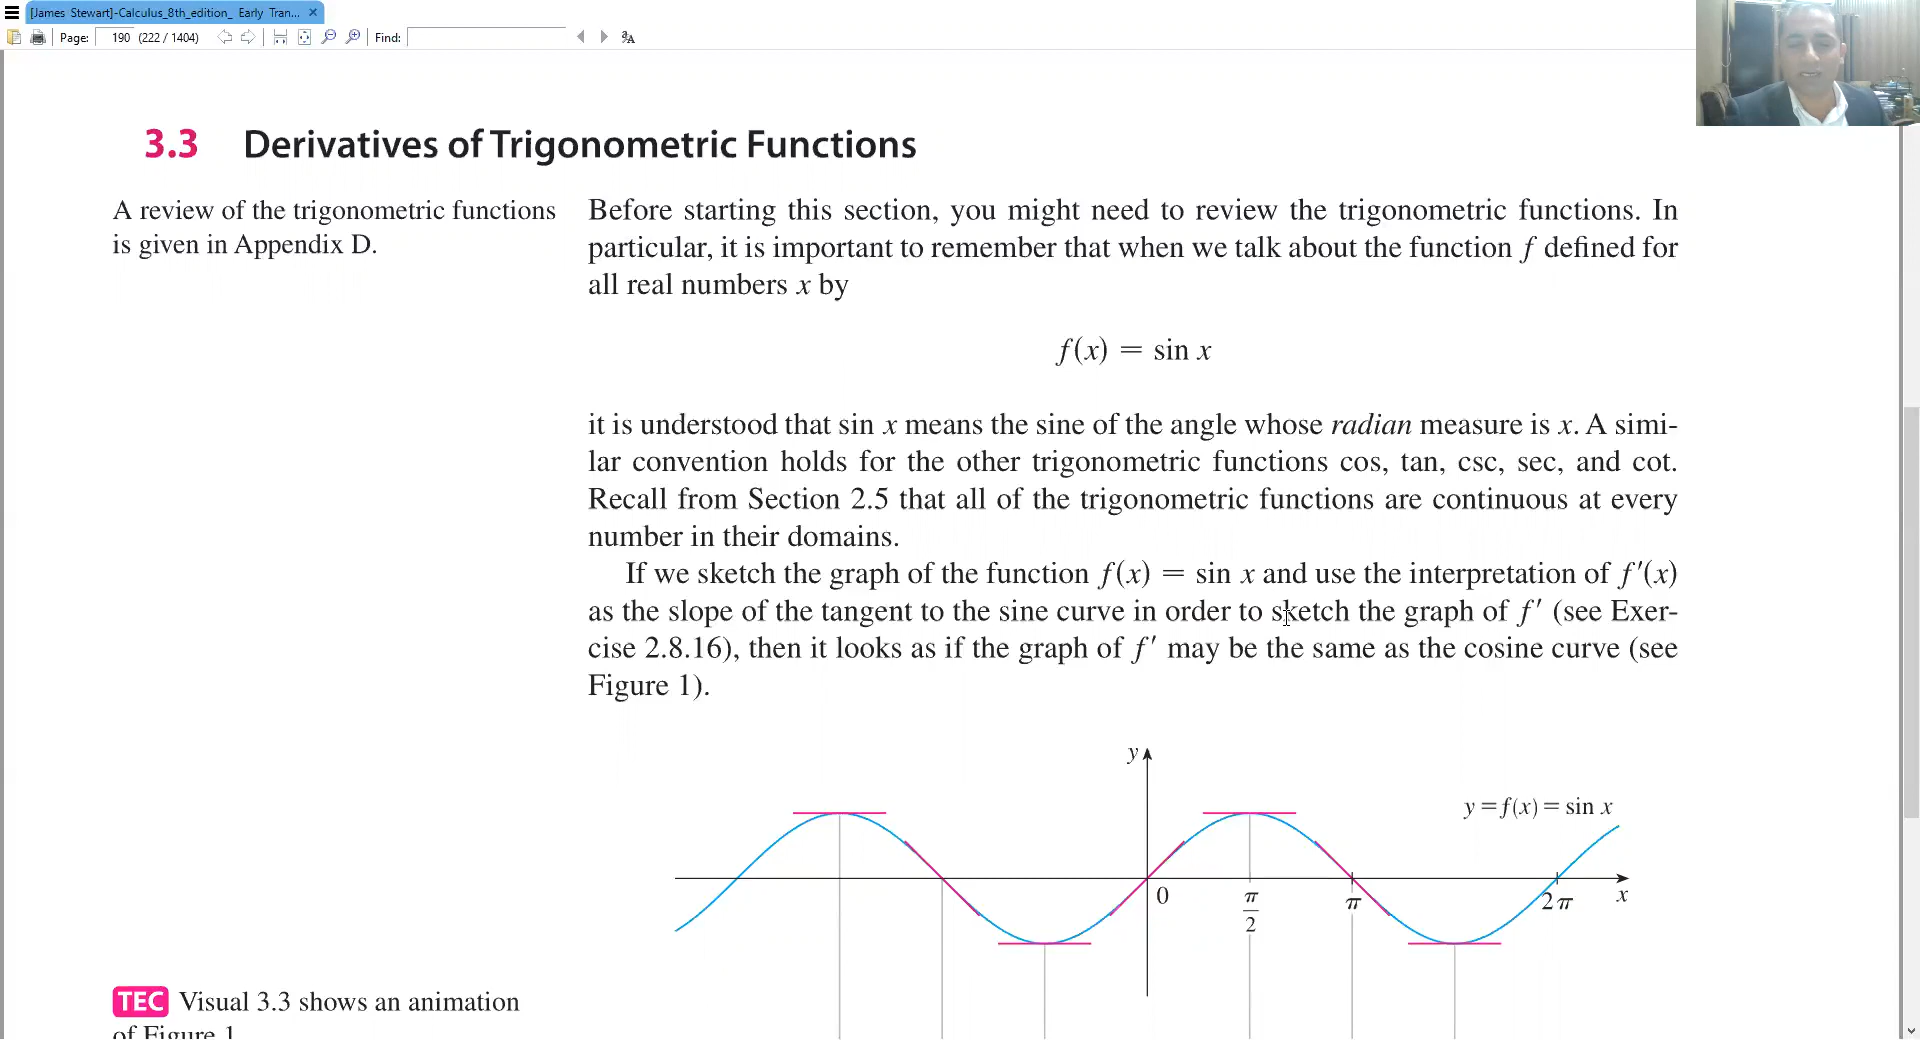 [James Stewart]-Calculus_8th_edition_ Early Tran... ×
Page: 190 (222 / 1404) Find:
3.3 Derivatives of Trigonometric Functions
A review of the trigonometric functions
is given in Appendix D.
Before starting this section, you might need to review the trigonometric functions. In
particular, it is important to remember that when we talk about the function f defined for
all real numbers x by
f(x) = sin x
it is understood that sin x means the sine of the angle whose radian measure is x. A simi-
lar convention holds for the other trigonometric functions cos, tan, csc, sec, and cot.
Recall from Section 2.5 that all of the trigonometric functions are continuous at every
number in their domains.
If we sketch the graph of the function f(x) = sin x and use the interpretation of f′(x)
as the slope of the tangent to the sine curve in order to sketch the graph of f′ (see Exer-
cise 2.8.16), then it looks as if the graph of f′ may be the same as the cosine curve (see
Figure 1).
y
y = f(x) = sin x
0
π
2
π
2π
x
TEC Visual 3.3 shows an animation
of Figure 1